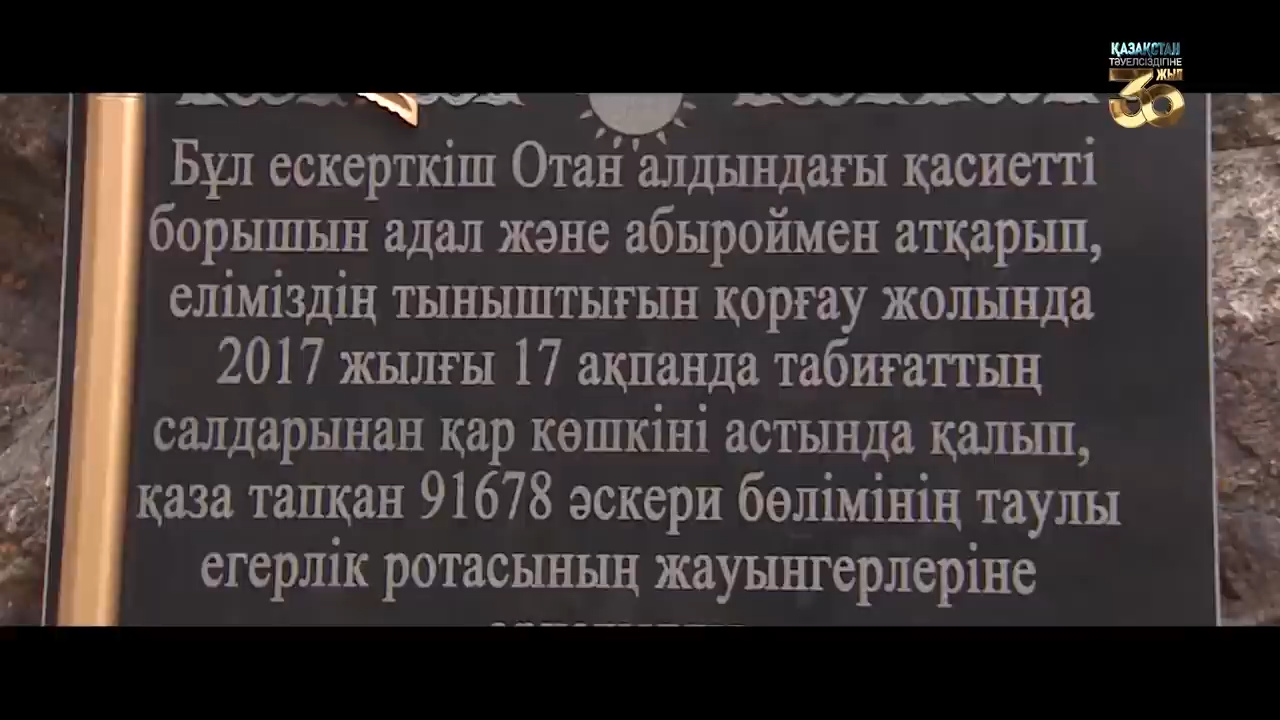 ҚАЗАҚСТАН
ТӘУЕЛСІЗДІГІНЕ
30 ЖЫЛ
Бұл ескерткіш Отан алдындағы қасиетті
борышын адал және абыроймен атқарып,
еліміздің тыныштығын қорғау жолында
2017 жылғы 17 ақпанда табиғаттың
салдарынан қар көшкіні астында қалып,
қаза тапқан 91678 әскери бөлімінің таулы
егерлік ротасының жауынгерлеріне